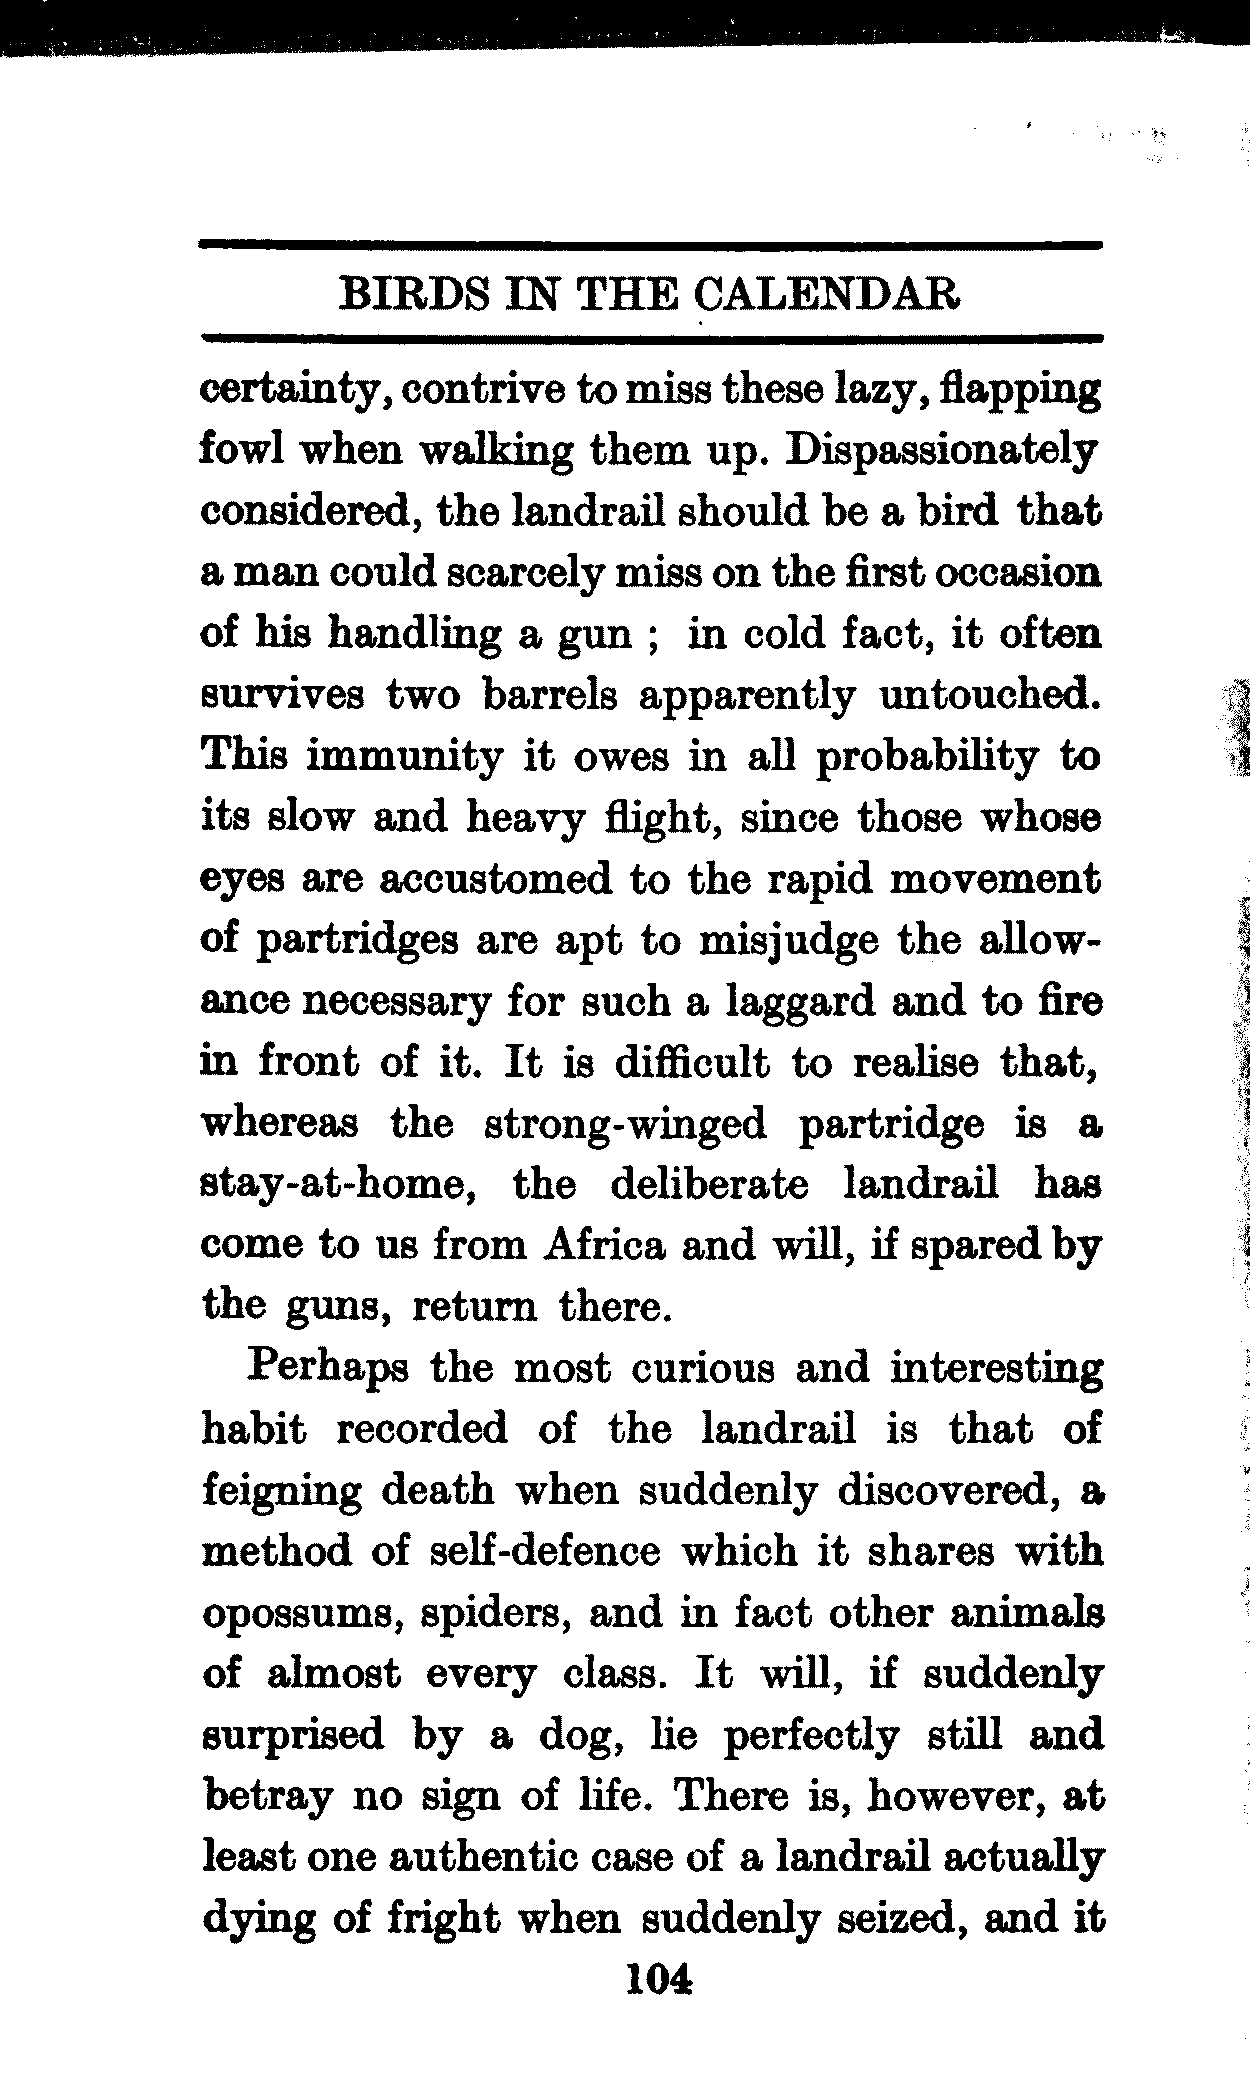 BIRDS IN THE CALENDAR
certainty, contrive to miss these lazy, flapping
fowl when walking them up. Dispassionately
considered, the landrail should be a bird that
a man could scarcely miss on the first occasion
of his handling a gun ; in cold fact, it often
survives two barrels apparently untouched.
This immunity it owes in all probability to
its slow and heavy flight, since those whose
eyes are accustomed to the rapid movement
of partridges are apt to misjudge the allow-
ance necessary for such a laggard and to fire
in front of it. It is difficult to realise that,
whereas the strong-winged partridge is a
stay-at-home, the deliberate landrail has
come to us from Africa and will, if spared by
the guns, return there.
Perhaps the most curious and interesting
habit recorded of the landrail is that of
feigning death when suddenly discovered, a
method of self-defence which it shares with
opossums, spiders, and in fact other animals
of almost every class. It will, if suddenly
surprised by a dog, lie perfectly still and
betray no sign of life. There is, however, at
least one authentic case of a landrail actually
dying of fright when suddenly seized, and it
104